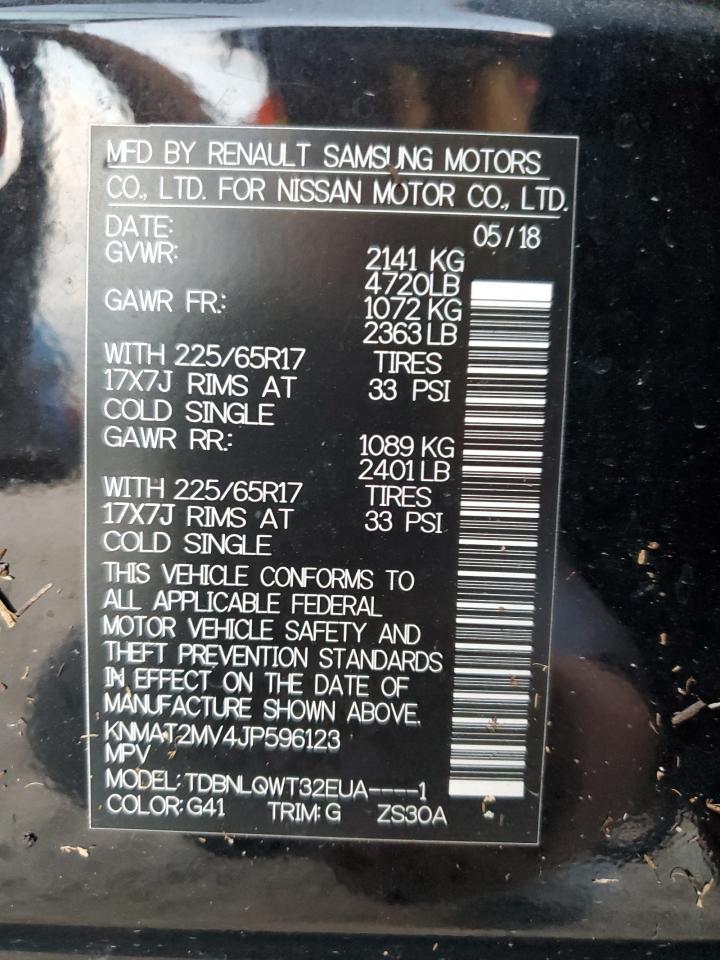 MFD BY RENAULT SAMSUNG MOTORS
CO., LTD. FOR NISSAN MOTOR CO., LTD.
DATE: 05/18
GVWR: 2141 KG
4720LB
GAWR FR.: 1072 KG
2363 LB
WITH 225/65R17 TIRES
17X7J RIMS AT 33 PSI
COLD SINGLE
GAWR RR.: 1089 KG
2401 LB
WITH 225/65R17 TIRES
17X7J RIMS AT 33 PSI
COLD SINGLE
THIS VEHICLE CONFORMS TO
ALL APPLICABLE FEDERAL
MOTOR VEHICLE SAFETY AND
THEFT PREVENTION STANDARDS
IN EFFECT ON THE DATE OF
MANUFACTURE SHOWN ABOVE.
KNMAT2MV4JP596123
MPV
MODEL: TDBNLQWT32EUA----1
COLOR: G41 TRIM: G ZS30A